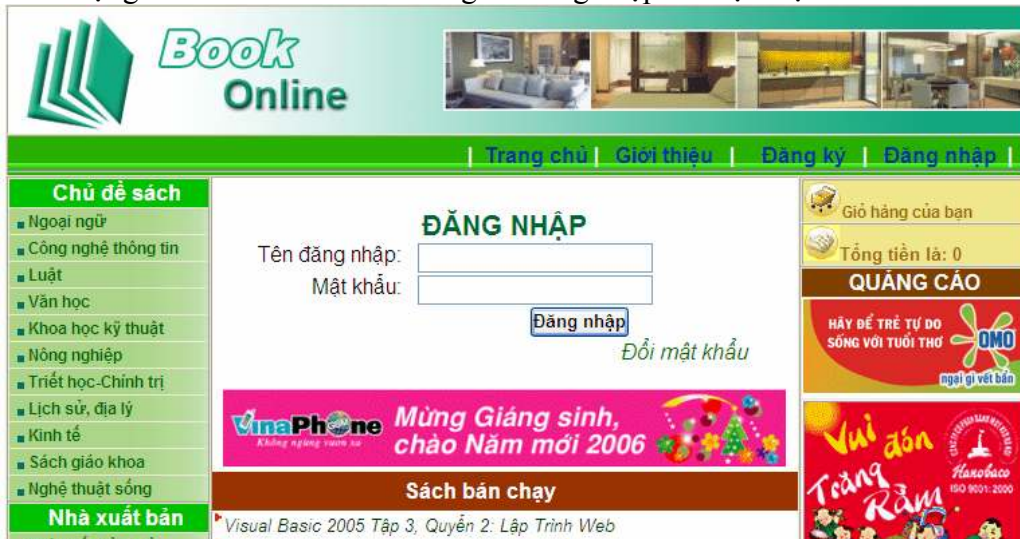 Book
Online
| Trang chủ | Giới thiệu | Đăng ký | Đăng nhập |
Chủ đề sách
Ngoại ngữ
Công nghệ thông tin
Luật
Văn học
Khoa học kỹ thuật
Nông nghiệp
Triết học-Chính trị
Lịch sử, địa lý
Kinh tế
Sách giáo khoa
Nghệ thuật sống
Nhà xuất bản
ĐĂNG NHẬP
Tên đăng nhập:
Mật khẩu:
Đăng nhập
Đổi mật khẩu
VinaPhone
Không ngừng vươn xa
Mừng Giáng sinh,
chào Năm mới 2006
Sách bán chạy
Visual Basic 2005 Tập 3, Quyển 2: Lập Trình Web
Giỏ hàng của bạn
Tổng tiền là: 0
QUẢNG CÁO
HÃY ĐỂ TRẺ TỰ DO
SỐNG VỚI TUỔI THƠ
OMO
ngại gì vết bẩn
Vui đón
Trăng
Rằm
Hanobaco
ISO 9001: 2000